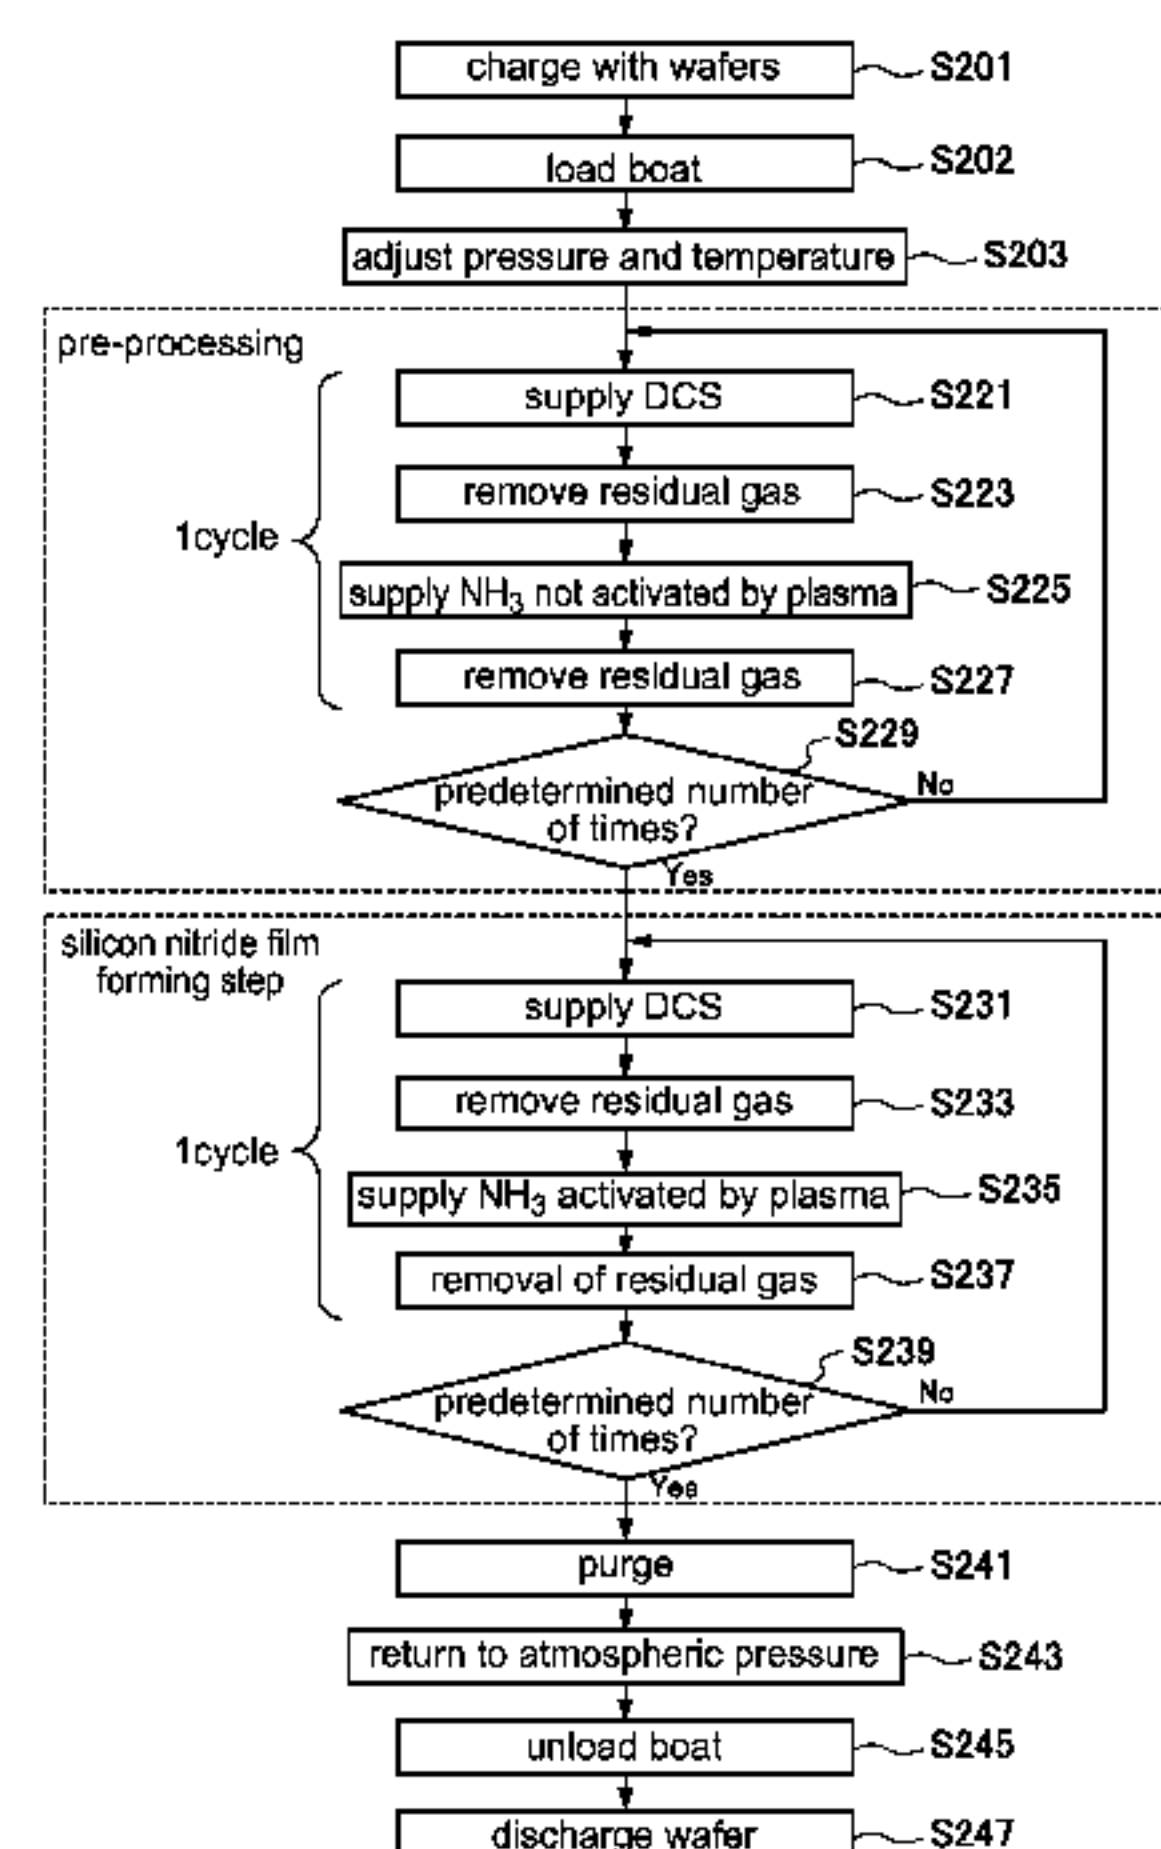 charge with wafers S201
load boat S202
adjust pressure and temperature S203
pre-processing
supply DCS S221
remove residual gas S223
1cycle
supply NH₃ not activated by plasma S225
remove residual gas S227
S229
predetermined number
of times?
No
Yes
silicon nitride film
forming step
supply DCS S231
remove residual gas S233
1cycle
supply NH₃ activated by plasma S235
removal of residual gas S237
S239
predetermined number
of times?
No
Yes
purge S241
return to atmospheric pressure S243
unload boat S245
discharge wafer S247